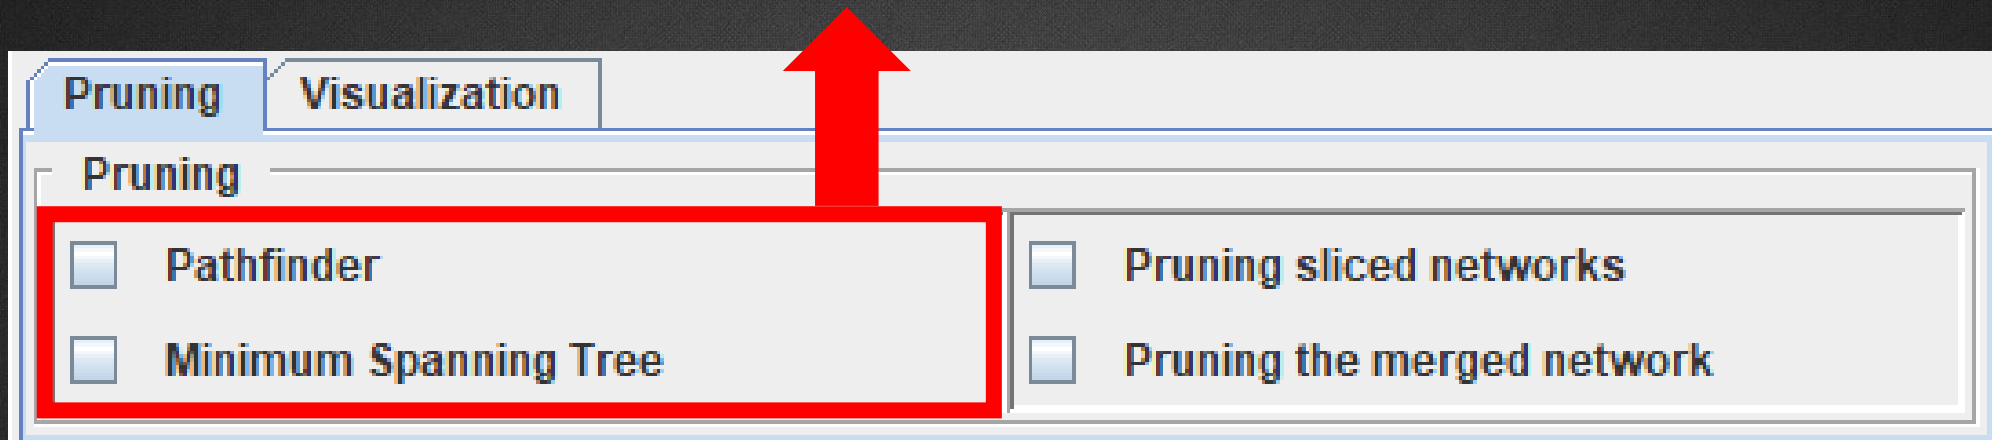 Pruning Visualization
Pruning
Pathfinder
Minimum Spanning Tree
Pruning sliced networks
Pruning the merged network